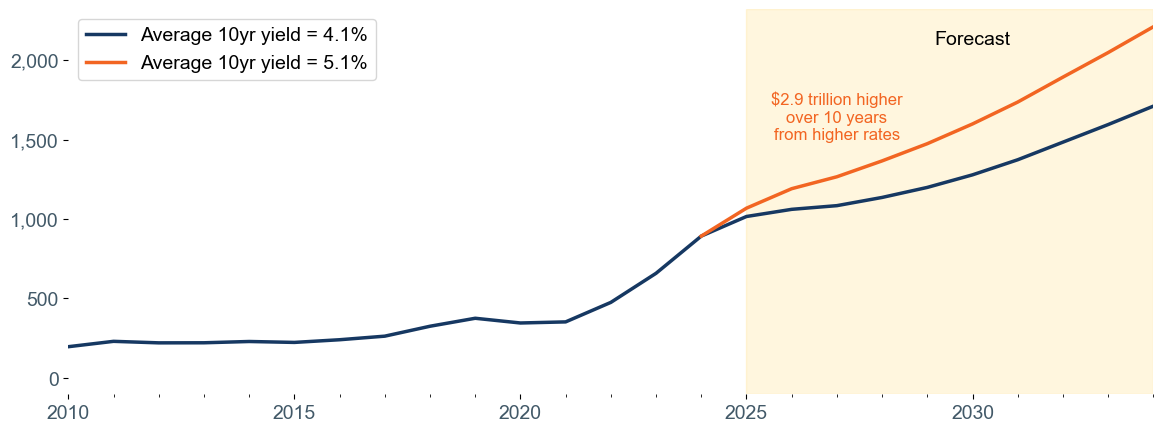 Average 10yr yield = 4.1%
Average 10yr yield = 5.1%
Forecast
$2.9 trillion higher
over 10 years
from higher rates
2,000
1,500
1,000
500
0
2010
2015
2020
2025
2030